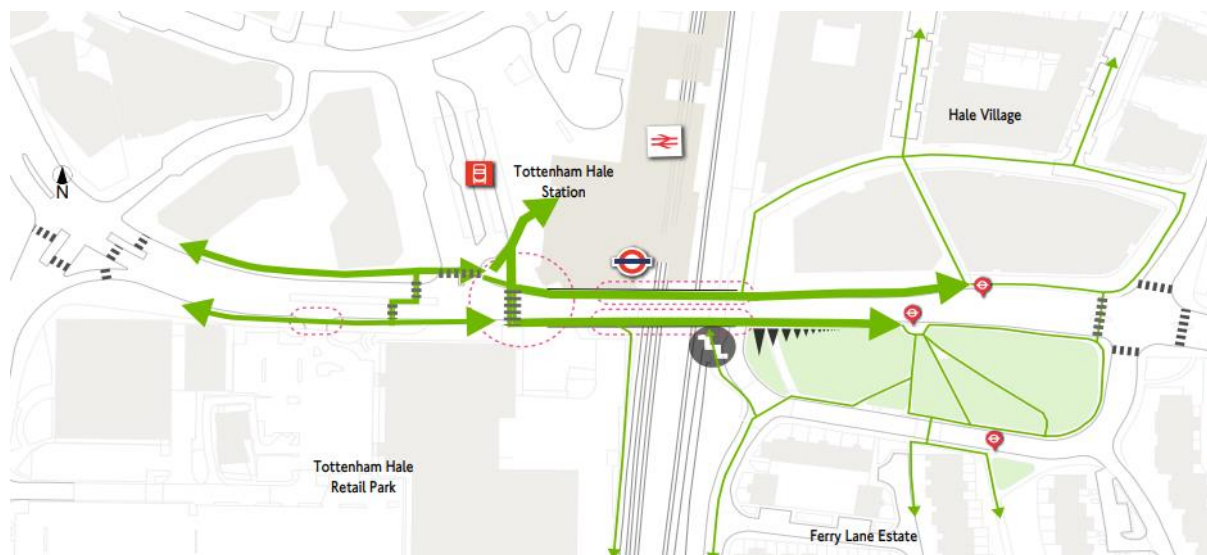 Hale Village
Tottenham Hale
Station
N
Tottenham Hale
Retail Park
Ferry Lane Estate